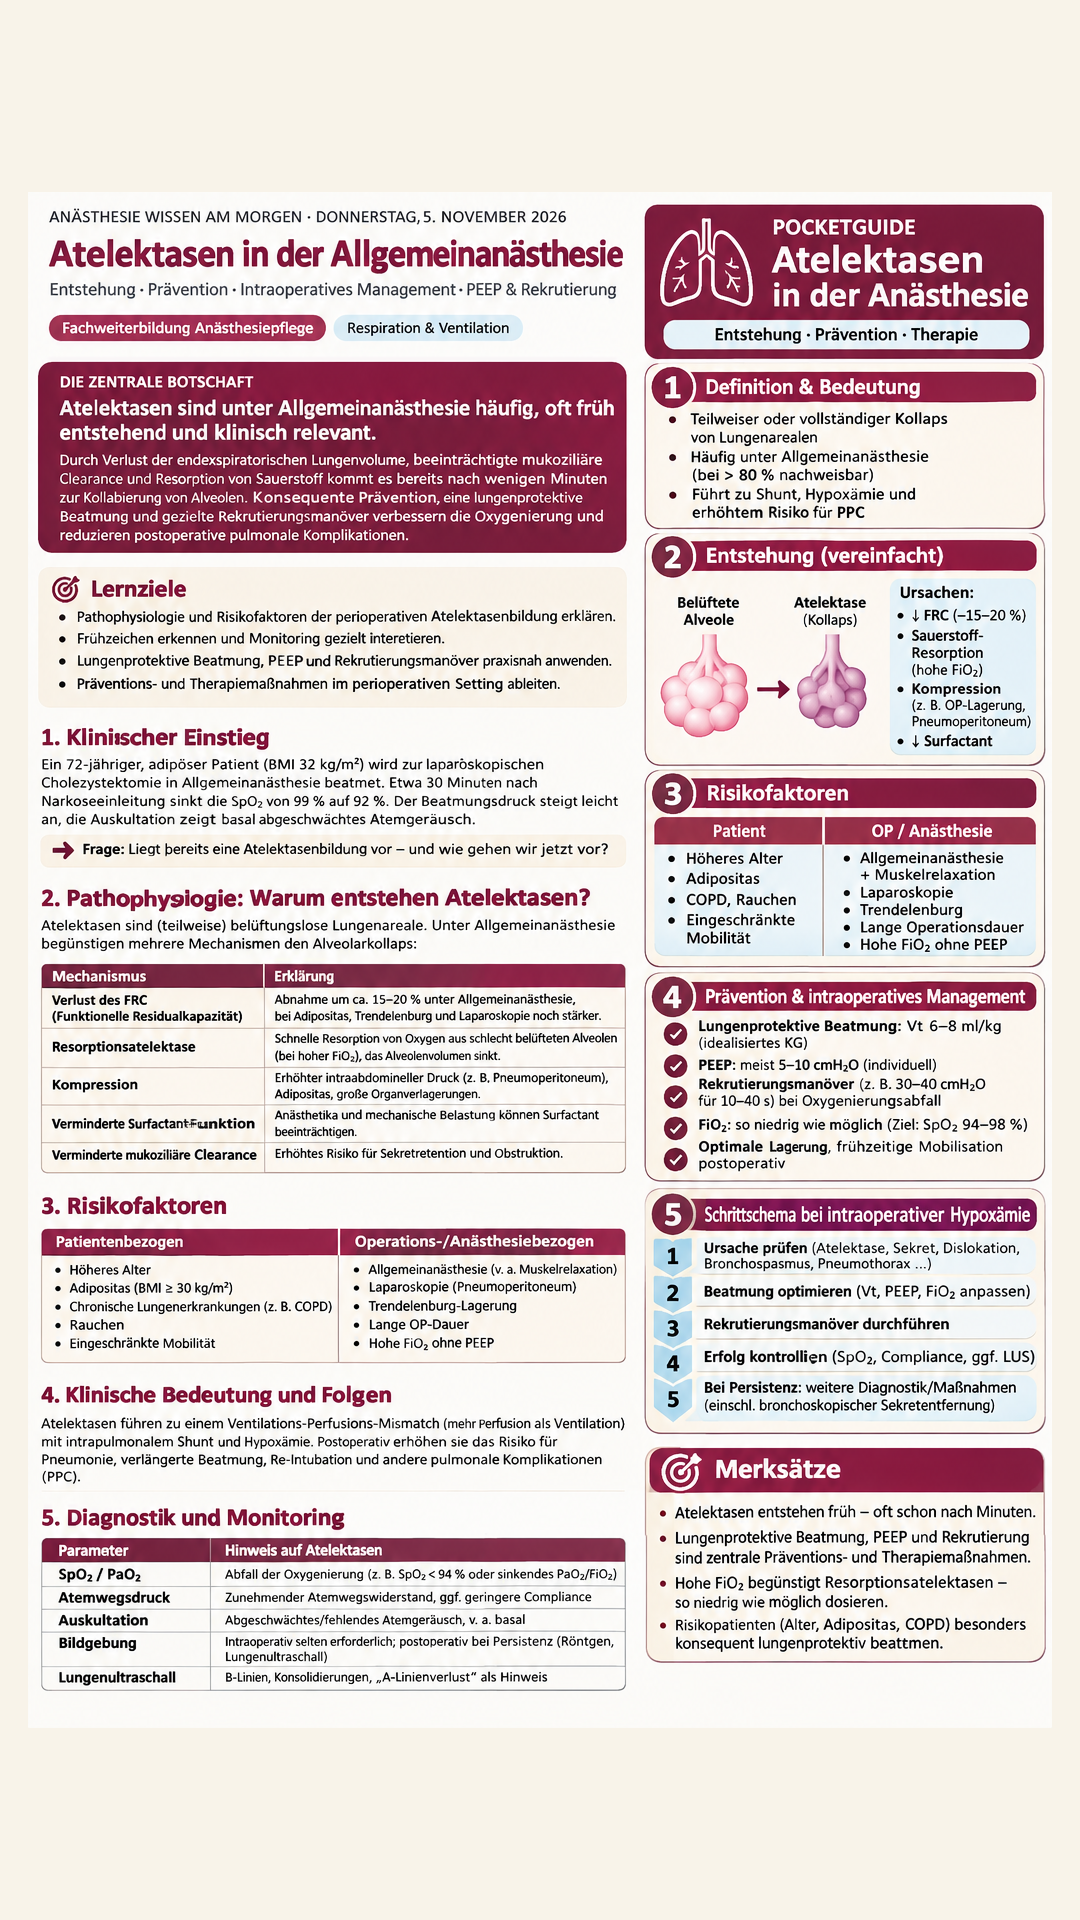 ANÄSTHESIE WISSEN AM MORGEN · DONNERSTAG, 5. NOVEMBER 2026
Atelektasen in der Allgemeinanästhesie
Entstehung · Prävention · Intraoperatives Management · PEEP & Rekrutierung
Fachweiterbildung Anästhesiepflege
Respiration & Ventilation
DIE ZENTRALE BOTSCHAFT
Atelektasen sind unter Allgemeinanästhesie häufig, oft früh
entstehend und klinisch relevant.
Durch Verlust der endexspiratorischen Lungenvolume, beeinträchtigte mukoziliäre
Clearance und Resorption von Sauerstoff kommt es bereits nach wenigen Minuten
zur Kollabierung von Alveolen. Konsequente Prävention, eine lungenprotektive
Beatmung und gezielte Rekrutierungsmanöver verbessern die Oxygenierung und
reduzieren postoperative pulmonale Komplikationen.
Lernziele
• Pathophysiologie und Risikofaktoren der perioperativen Atelektasenbildung erklären.
• Frühzeichen erkennen und Monitoring gezielt interetieren.
• Lungenprotektive Beatmung, PEEP und Rekrutierungsmanöver praxisnah anwenden.
• Präventions- und Therapiemaßnahmen im perioperativen Setting ableiten.
1. Kliniıscher Einstieg
Ein 72-jähriger, adipöser Patient (BMI 32 kg/m²) wird zur laparoskopischen
Cholezystektomie in Allgemeinanästhesie beatmet. Etwa 30 Minuten nach
Narkoseeinleitung sinkt die SpO₂ von 99 % auf 92 %. Der Beatmungsdruck steigt leicht
an, die Auskultation zeigt basal abgeschwächtes Atemgeräusch.
Frage: Liegt bereits eine Atelektasenbildung vor – und wie gehen wir jetzt vor?
2. Pathophysiologie: Warum entstehen Atelektasen?
Atelektasen sind (teilweise) belüftungslose Lungenareale. Unter Allgemeinanästhesie
begünstigen mehrere Mechanismen den Alveolarkollaps:
Mechanismus Erklärung
Verlust des FRC
(Funktionelle Residualkapazität)
Abnahme um ca. 15–20 % unter Allgemeinanästhesie,
bei Adipositas, Trendelenburg und Laparoskopie noch stärker.
Resorptionsatelektase
Schnelle Resorption von Oxygen aus schlecht belüfteten Alveolen
(bei hoher FiO₂), das Alveolenvolumen sinkt.
Kompression
Erhöhter intraabdomineller Druck (z. B. Pneumoperitoneum),
Adipositas, große Organverlagerungen.
Verminderte Surfactant-Funktion
Anästhetika und mechanische Belastung können Surfactant
beeinträchtigen.
Verminderte mukoziliäre Clearance
Erhöhtes Risiko für Sekretretention und Obstruktion.
3. Risikofaktoren
Patientenbezogen
• Höheres Alter
• Adipositas (BMI ≥ 30 kg/m²)
• Chronische Lungenerkrankungen (z. B. COPD)
• Rauchen
• Eingeschränkte Mobilität
Operations-/Anästhesiebezogen
• Allgemeinanästhesie (v. a. Muskelrelaxation)
• Laparoskopie (Pneumoperitoneum)
• Trendelenburg-Lagerung
• Lange OP-Dauer
• Hohe FiO₂ ohne PEEP
4. Klinische Bedeutung und Folgen
Atelektasen führen zu einem Ventilations-Perfusions-Mismatch (mehr Perfusion als Ventilation)
mit intrapulmonalem Shunt und Hypoxämie. Postoperativ erhöhen sie das Risiko für
Pneumonie, verlängerte Beatmung, Re-Intubation und andere pulmonale Komplikationen
(PPC).
5. Diagnostik und Monitoring
Parameter Hinweis auf Atelektasen
SpO₂ / PaO₂ Abfall der Oxygenierung (z. B. SpO₂ < 94 % oder sinkendes PaO₂/FiO₂)
Atemwegsdruck Zunehmender Atemwegswiderstand, ggf. geringere Compliance
Auskultation Abgeschwächtes/fehlendes Atemgeräusch, v. a. basal
Bildgebung Intraoperativ selten erforderlich; postoperativ bei Persistenz (Röntgen,
Lungenultraschall)
Lungenultraschall B-Linien, Konsolidierungen, „A-Linienverlust“ als Hinweis
POCKETGUIDE
Atelektasen
in der Anästhesie
Entstehung · Prävention · Therapie
1 Definition & Bedeutung
• Teilweiser oder vollständiger Kollaps
von Lungenarealen
• Häufig unter Allgemeinanästhesie
(bei > 80 % nachweisbar)
• Führt zu Shunt, Hypoxämie und
erhöhtem Risiko für PPC
2 Entstehung (vereinfacht)
Belüftete
Alveole
Atelektase
(Kollaps)
Ursachen:
• ↓ FRC (–15–20 %)
• Sauerstoff-
Resorption
(hohe FiO₂)
• Kompression
(z. B. OP-Lagerung,
Pneumoperitoneum)
• ↓ Surfactant
3 Risikofaktoren
Patient
• Höheres Alter
• Adipositas
• COPD, Rauchen
• Eingeschränkte
Mobilität
OP / Anästhesie
• Allgemeinanästhesie
+ Muskelrelaxation
• Laparoskopie
• Trendelenburg
• Lange Operationsdauer
• Hohe FiO₂ ohne PEEP
4 Prävention & intraoperatives Management
Lungenprotektive Beatmung: Vt 6–8 ml/kg
(idealisiertes KG)
PEEP: meist 5–10 cmH₂O (individuell)
Rekrutierungsmanöver (z. B. 30–40 cmH₂O
für 10–40 s) bei Oxygenierungsabfall
FiO₂: so niedrig wie möglich (Ziel: SpO₂ 94–98 %)
Optimale Lagerung, frühzeitige Mobilisation
postoperativ
5 Schrittschema bei intraoperativer Hypoxämie
1 Ursache prüfen (Atelektase, Sekret, Dislokation,
Bronchospasmus, Pneumothorax ...)
2 Beatmung optimieren (Vt, PEEP, FiO₂ anpassen)
3 Rekrutierungsmanöver durchführen
4 Erfolg kontrollien (SpO₂, Compliance, ggf. LUS)
5 Bei Persistenz: weitere Diagnostik/Maßnahmen
(einschl. bronchoskopischer Sekretentfernung)
Merksätze
• Atelektasen entstehen früh – oft schon nach Minuten.
• Lungenprotektive Beatmung, PEEP und Rekrutierung
sind zentrale Präventions- und Therapiemaßnahmen.
• Hohe FiO₂ begünstigt Resorptionsatelektasen –
so niedrig wie möglich dosieren.
• Risikopatienten (Alter, Adipositas, COPD) besonders
konsequent lungenprotektiv beattmen.